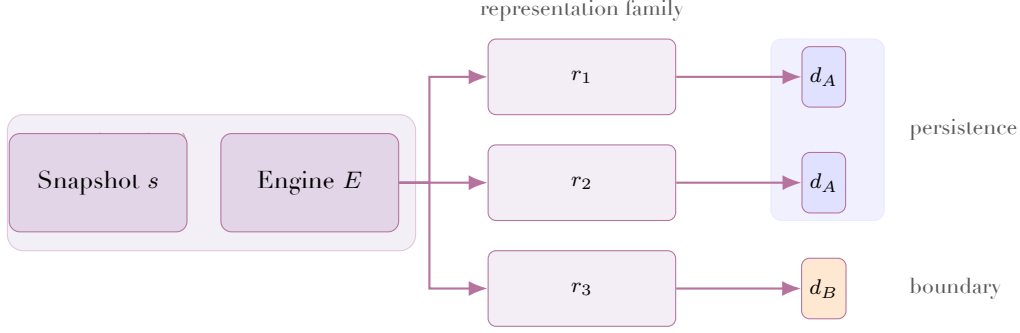 representation family
r₁
d_A
persistence
Snapshot s
Engine E
r₂
d_A
r₃
d_B
boundary